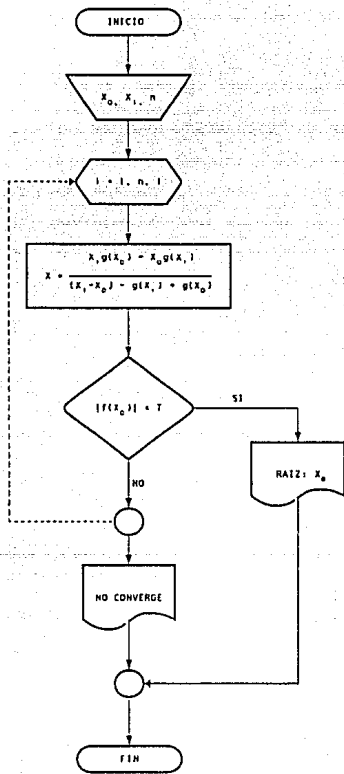 INICIO
X₀, X₁, n
i = 1, n, 1
X = X₁g(X₀) - X₀g(X₁)
(X₁-X₀) - g(X₁) + g(X₀)
|f(X₀)| < T
SI
NO
RAIZ: X₀
NO CONVERGE
FIN